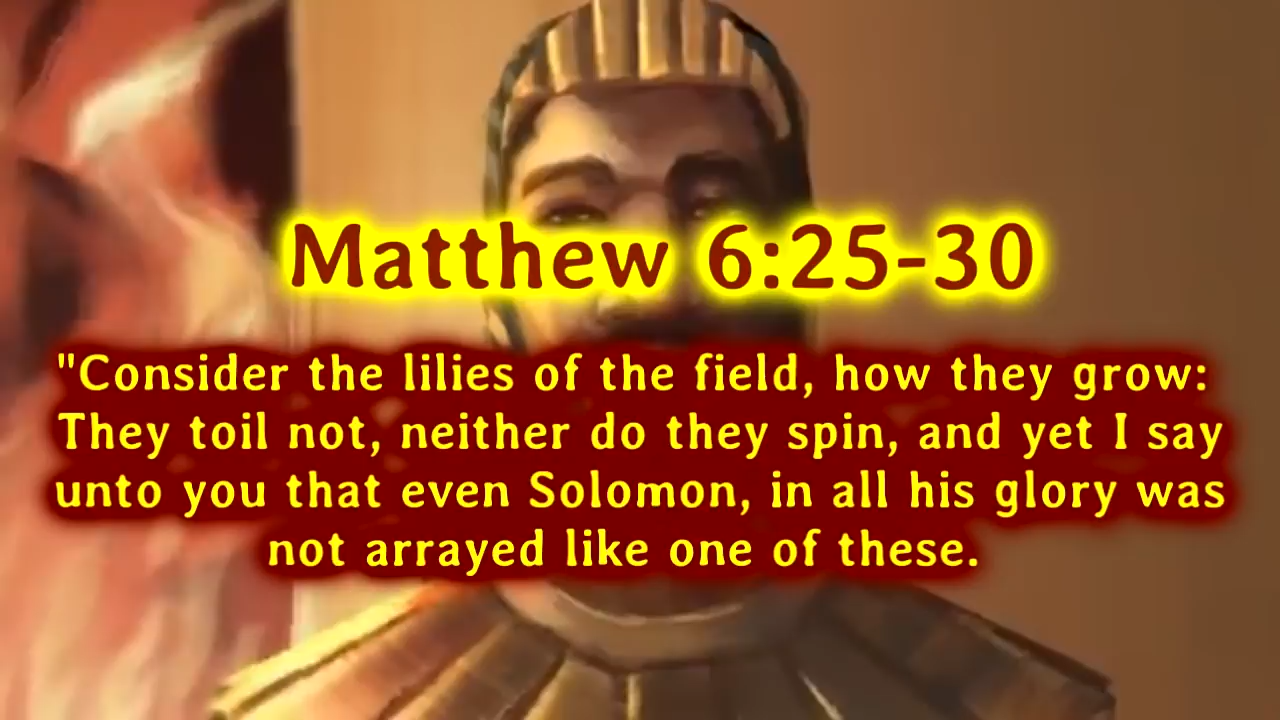 Matthew 6:25-30
"Consider the lilies of the field, how they grow:
They toil not, neither do they spin, and yet I say
unto you that even Solomon, in all his glory was
not arrayed like one of these.